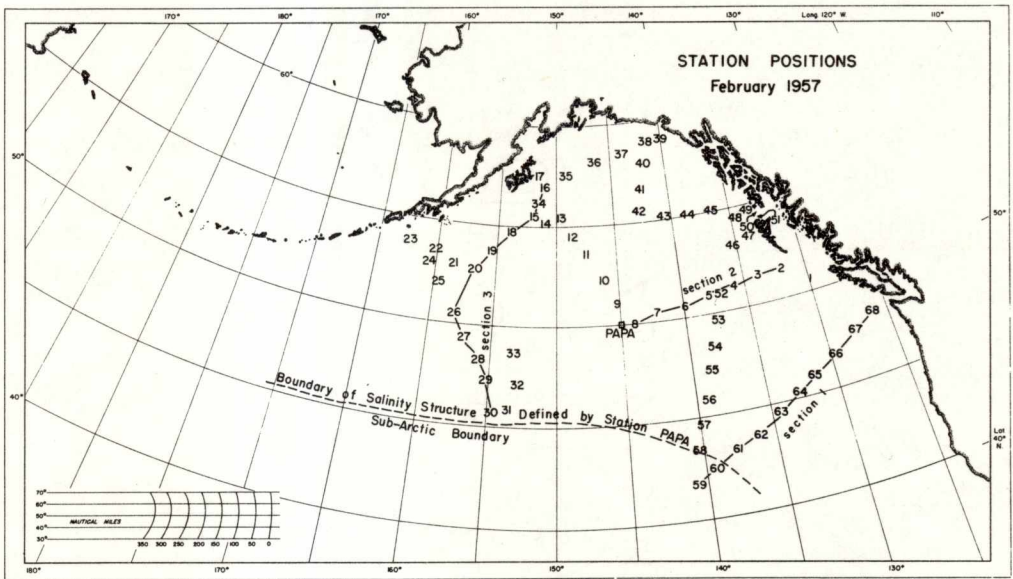 170° 180° 170° 160° 150° 140° 130° Long 120° W. 110°
STATION POSITIONS
February 1957
60°
50°
50°
38 39
37
36 40
17 35
16 41
34
15 13 42 43 44 45 49
14 48 51
18 50
23 12 47
22 19 46
24 21 11
20 2
25 10 section 2 3 1
4
9 5 52
26 7 6
8 53 68
PAPA
27 section 3 67
33 54
28 66
55 65
29 32 64
56 63
Boundary of Salinity Structure 30 31 Defined by Station PAPA
57 62 section 1
Sub-Arctic Boundary
58 61
60
59
40°
Lat
40°
N.
70°
60°
50°
40°
30°
NAUTICAL MILES
350 300 250 200 150 100 50 0
180° 170° 160° 150° 140° 130°